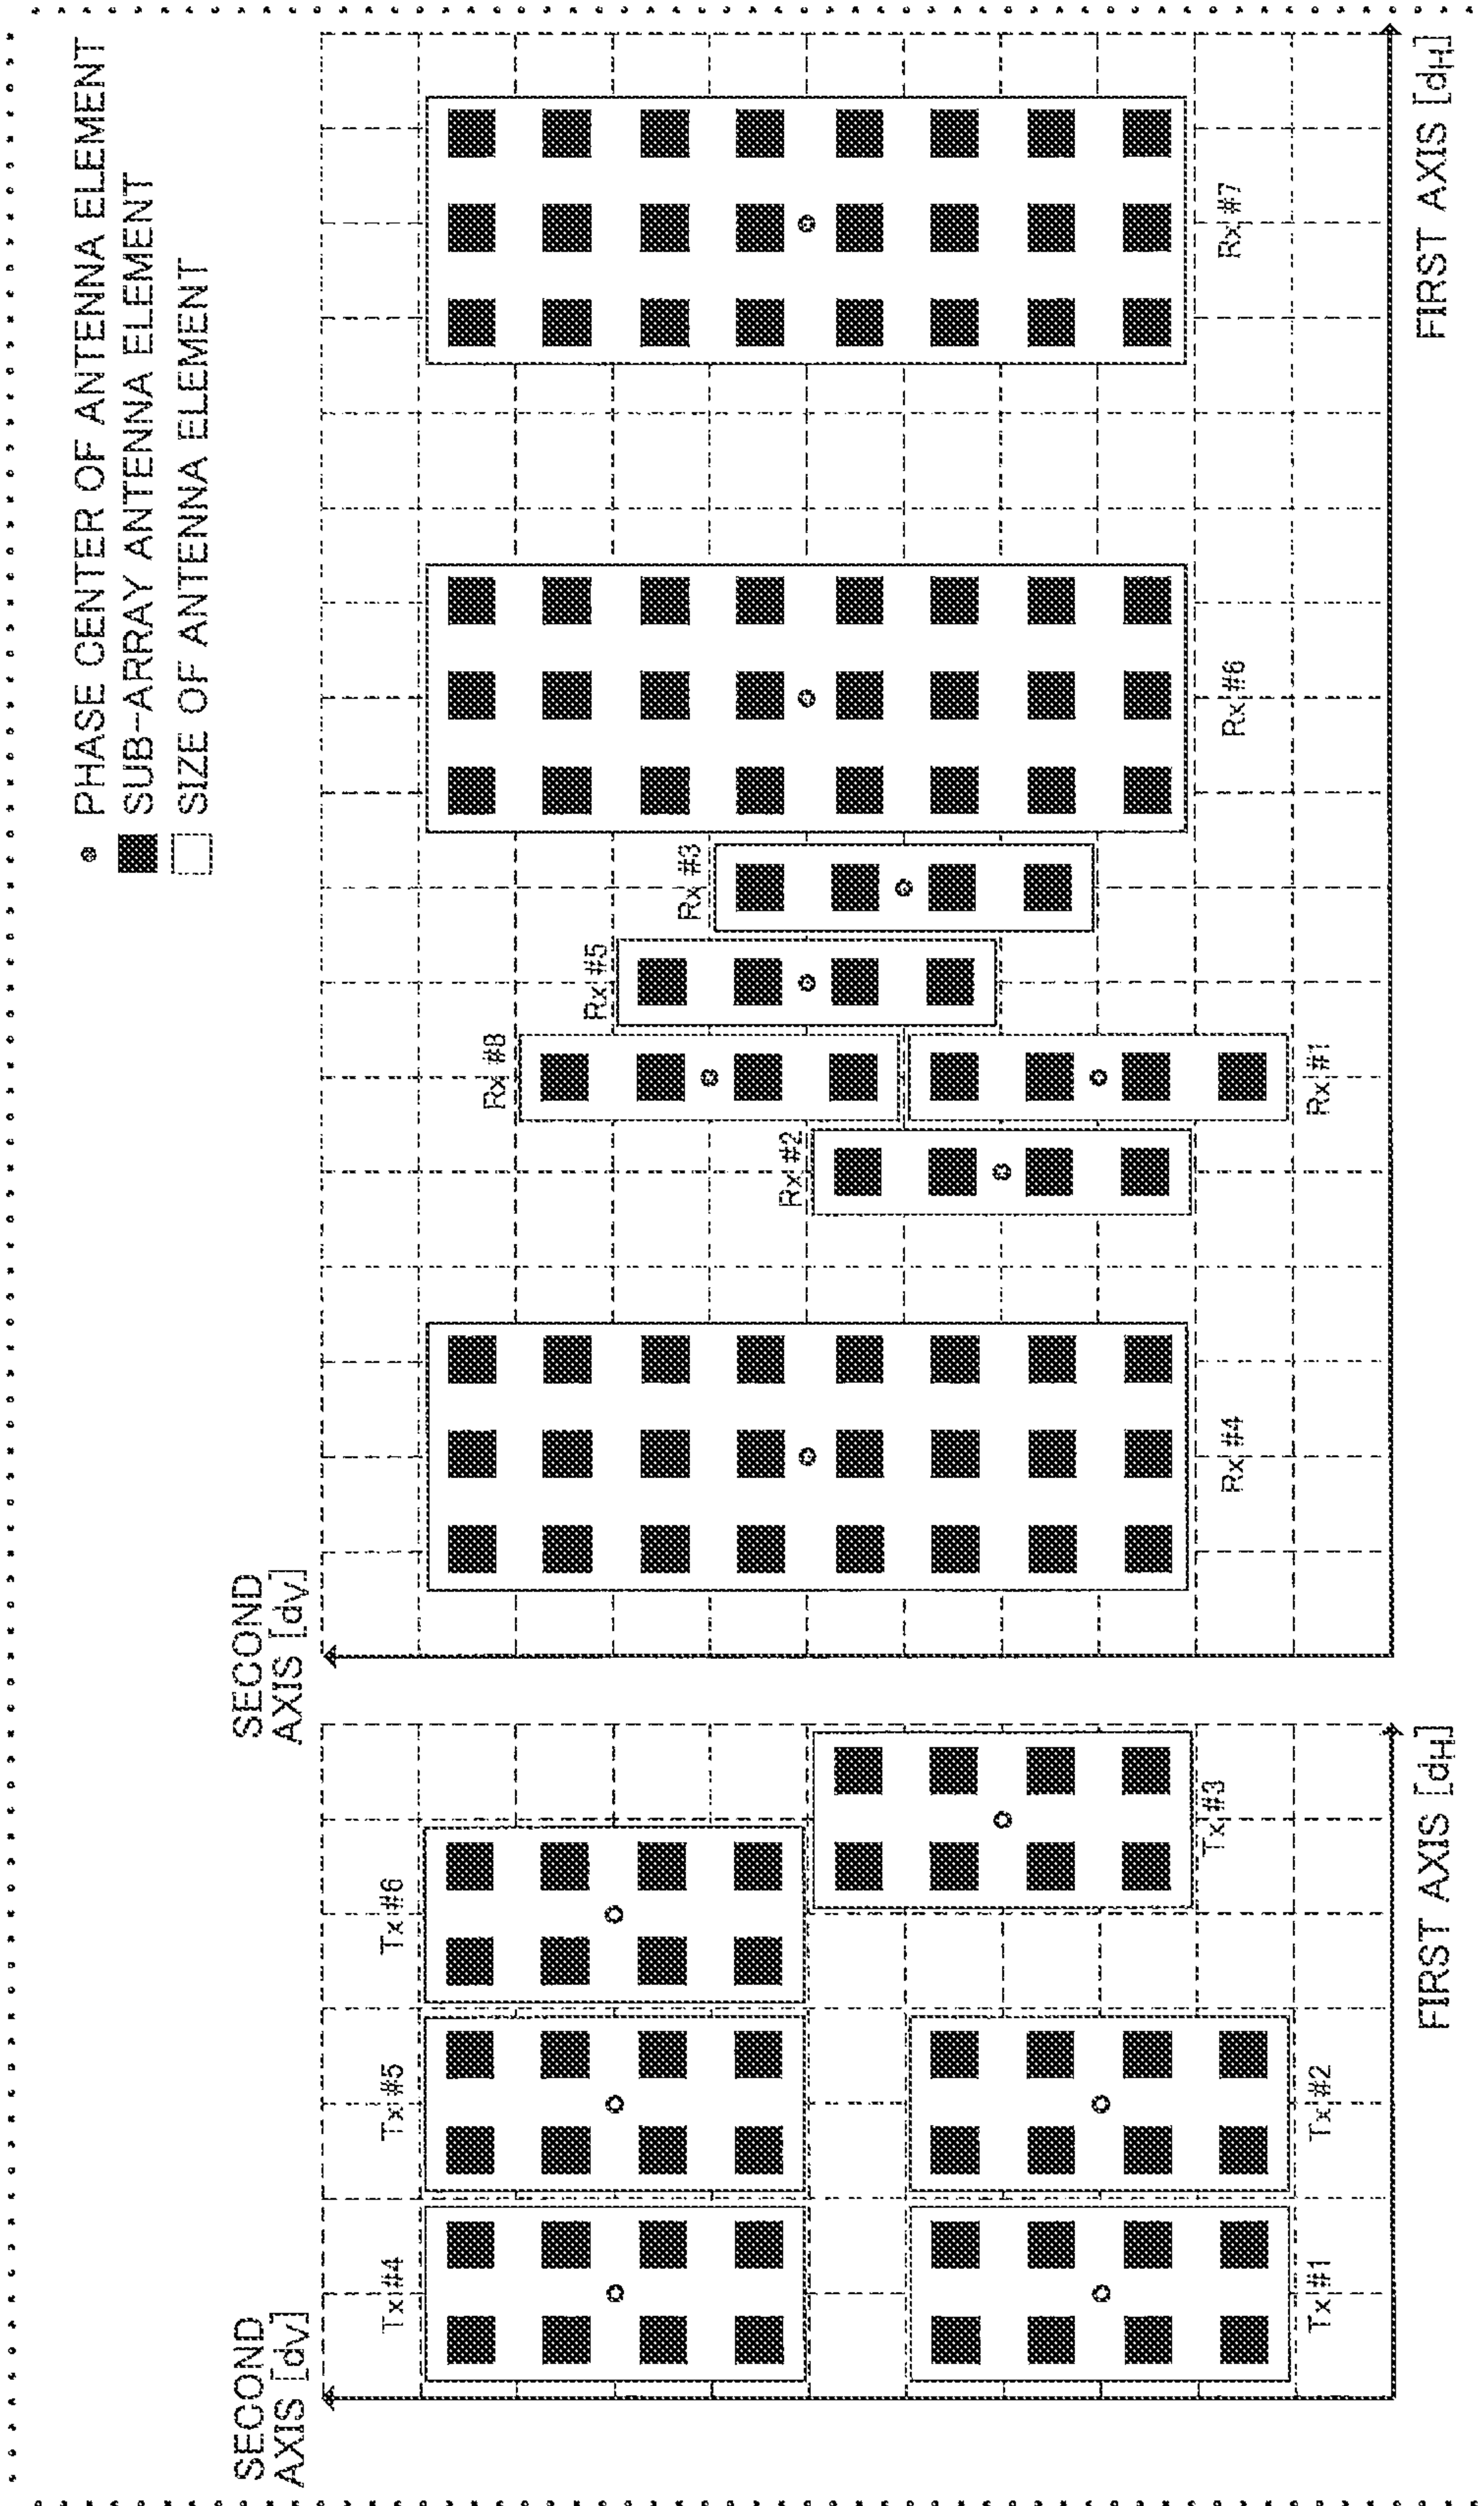 PHASE CENTER OF ANTENNA ELEMENT
SUB-ARRAY ANTENNA ELEMENT
SIZE OF ANTENNA ELEMENT
SECOND
AXIS [dV]
Tx #4
Tx #5
Tx #6
Tx #1
Tx #2
Tx #3
FIRST AXIS [dH]
SECOND
AXIS [dV]
Rx #8
Rx #5
Rx #3
Rx #2
Rx #4
Rx #1
Rx #6
Rx #7
FIRST AXIS [dH]